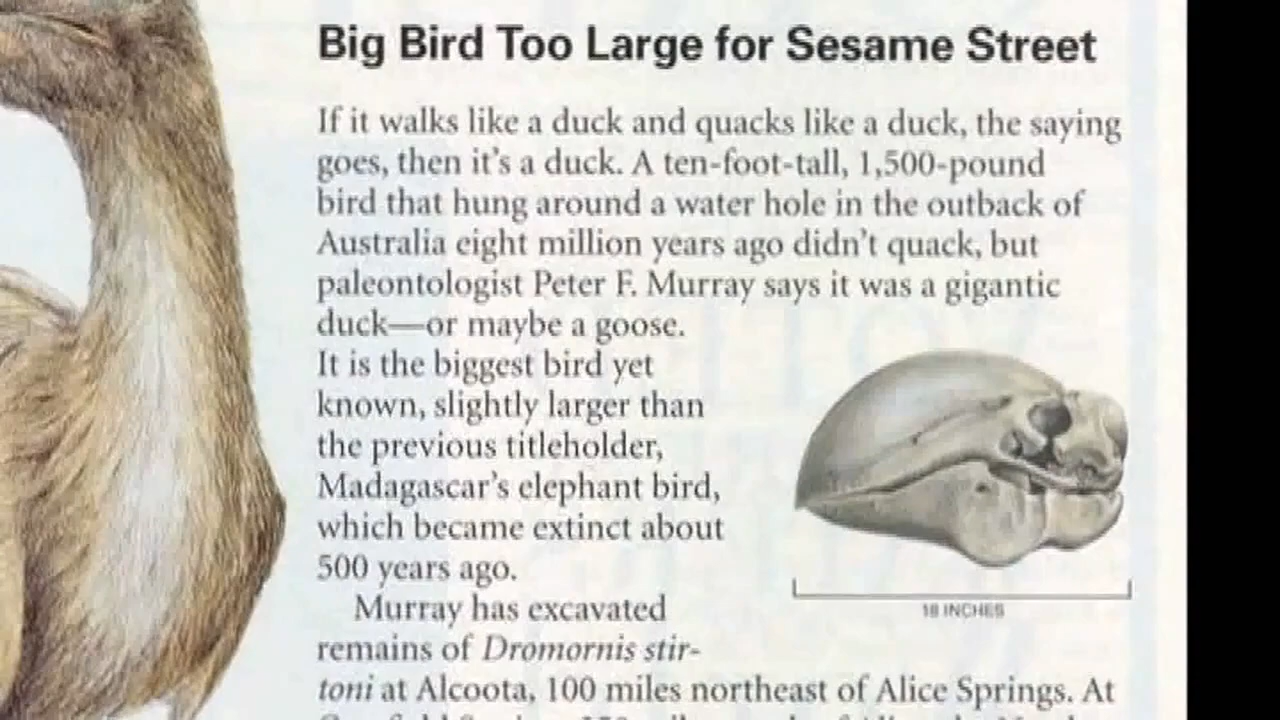 Big Bird Too Large for Sesame Street
If it walks like a duck and quacks like a duck, the saying
goes, then it's a duck. A ten-foot-tall, 1,500-pound
bird that hung around a water hole in the outback of
Australia eight million years ago didn't quack, but
paleontologist Peter F. Murray says it was a gigantic
duck—or maybe a goose.
It is the biggest bird yet
known, slightly larger than
the previous titleholder,
Madagascar's elephant bird,
which became extinct about
500 years ago.
Murray has excavated
remains of Dromornis stir-
toni at Alcoota, 100 miles northeast of Alice Springs. At
18 INCHES